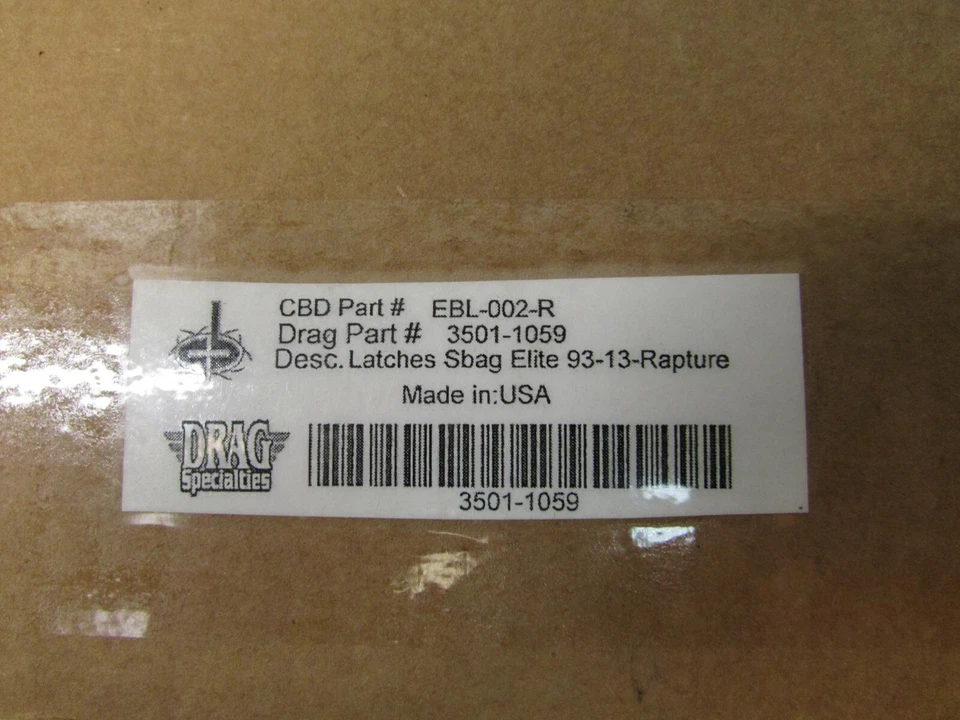 CBD Part # EBL-002-R
Drag Part # 3501-1059
Desc. Latches Sbag Elite 93-13-Rapture
Made in:USA
DRAG
Specialties
3501-1059